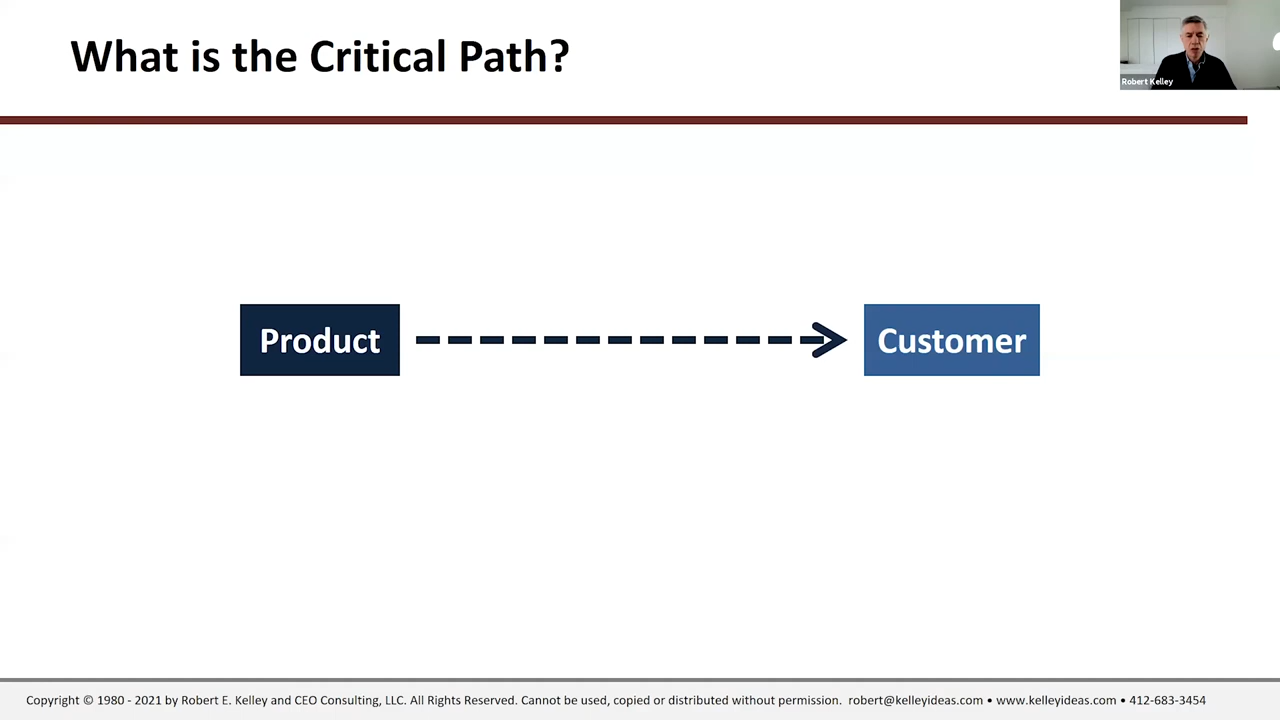 What is the Critical Path?
Robert Kelley
Product
Customer
Copyright © 1980 - 2021 by Robert E. Kelley and CEO Consulting, LLC. All Rights Reserved. Cannot be used, copied or distributed without permission. robert@kelleyideas.com • www.kelleyideas.com • 412-683-3454